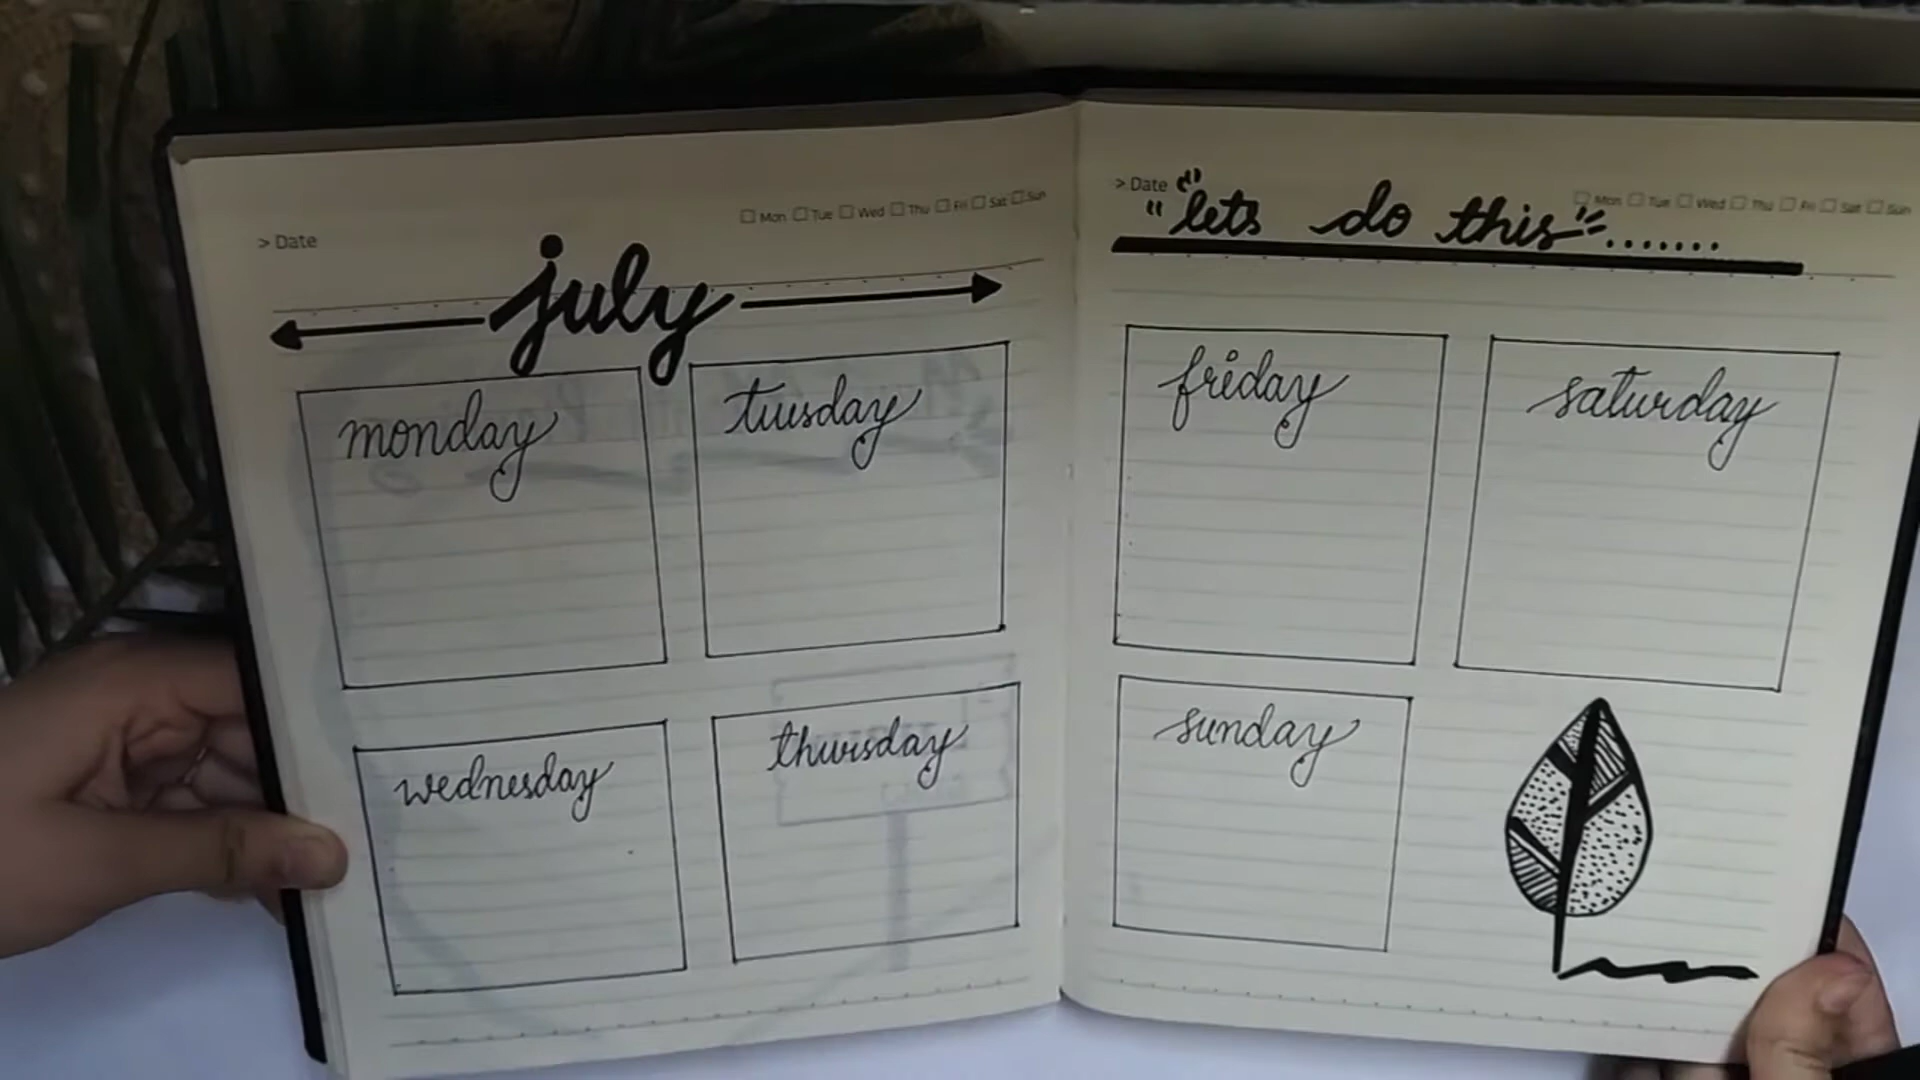 > Date
Mon Tue Wed Thu Fri Sat Sun
july
monday
tuesday
wednesday
thursday
> Date
Mon Tue Wed Thu Fri Sat Sun
"lets do this".......
friday
saturday
sunday